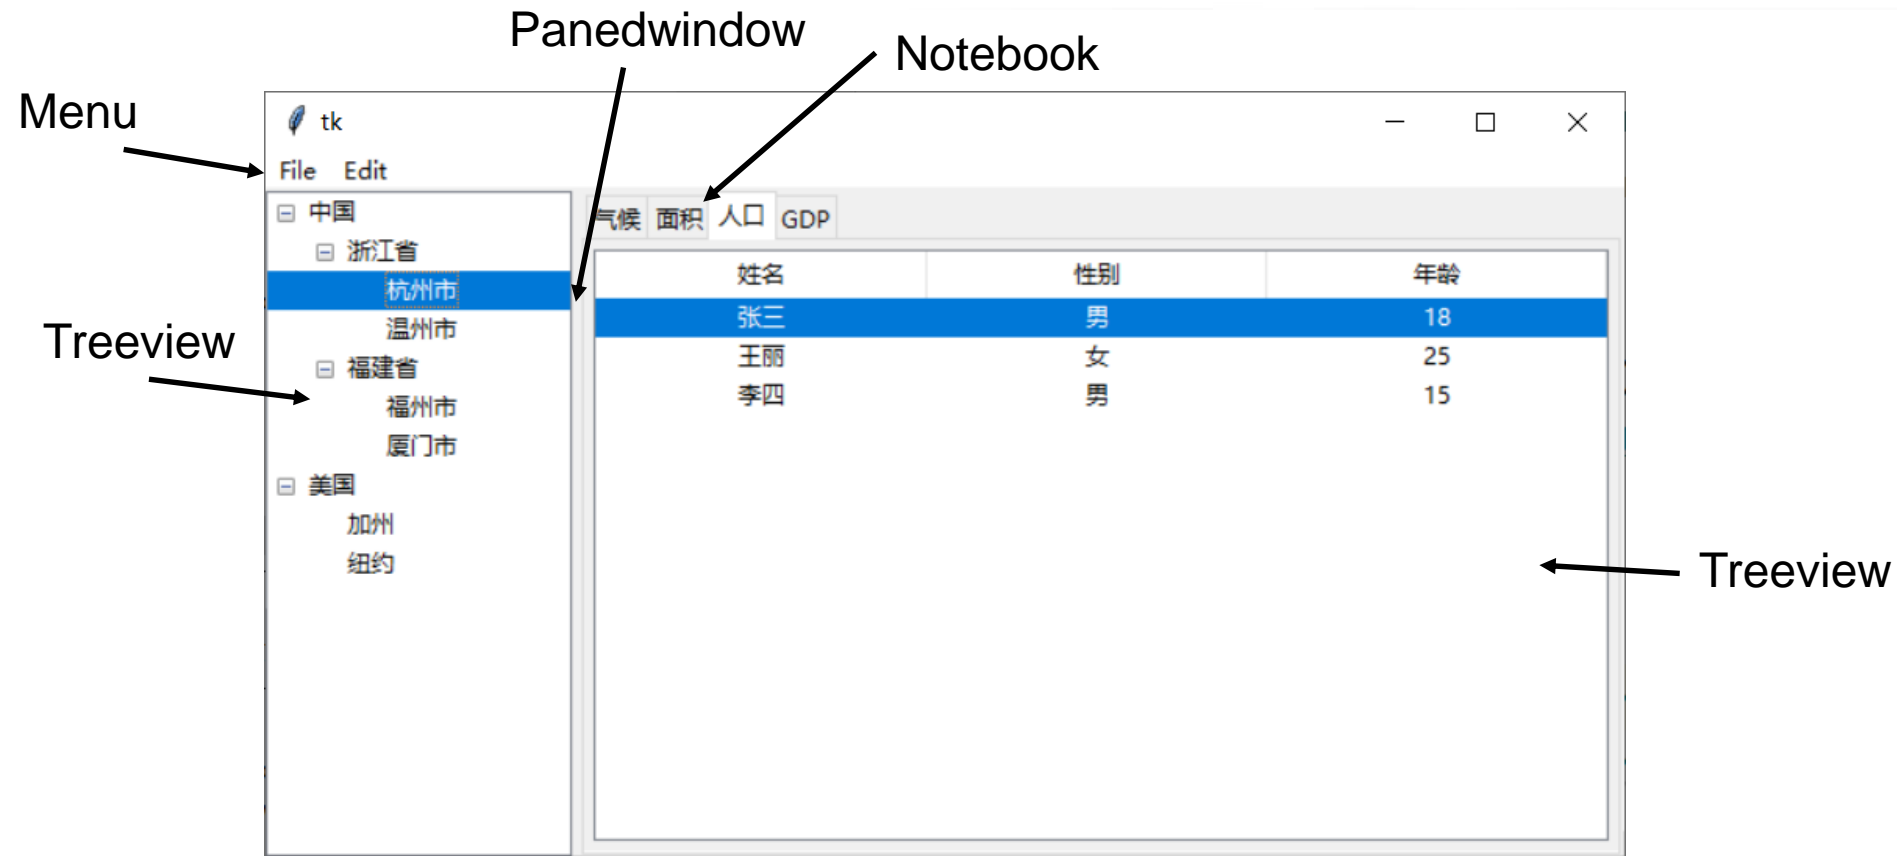 Panedwindow
Notebook
Menu
tk
File Edit
中国
浙江省
杭州市
温州市
福建省
福州市
厦门市
美国
加州
纽约
Treeview
气候 面积 人口 GDP
姓名 性别 年龄
张三 男 18
王丽 女 25
李四 男 15
Treeview